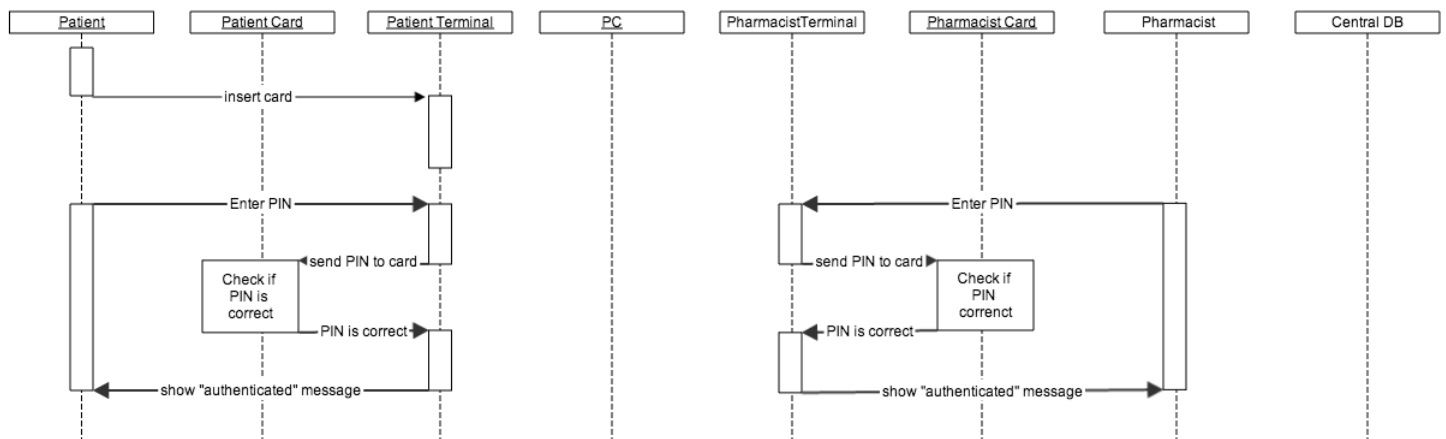 Patient
Patient Card
Patient Terminal
PC
PharmacistTerminal
Pharmacist Card
Pharmacist
Central DB
insert card
Enter PIN
Enter PIN
send PIN to card
send PIN to card
Check if
PIN is
correct
Check if
PIN
correnct
PIN is correct
PIN is correct
show "authenticated" message
show "authenticated" message